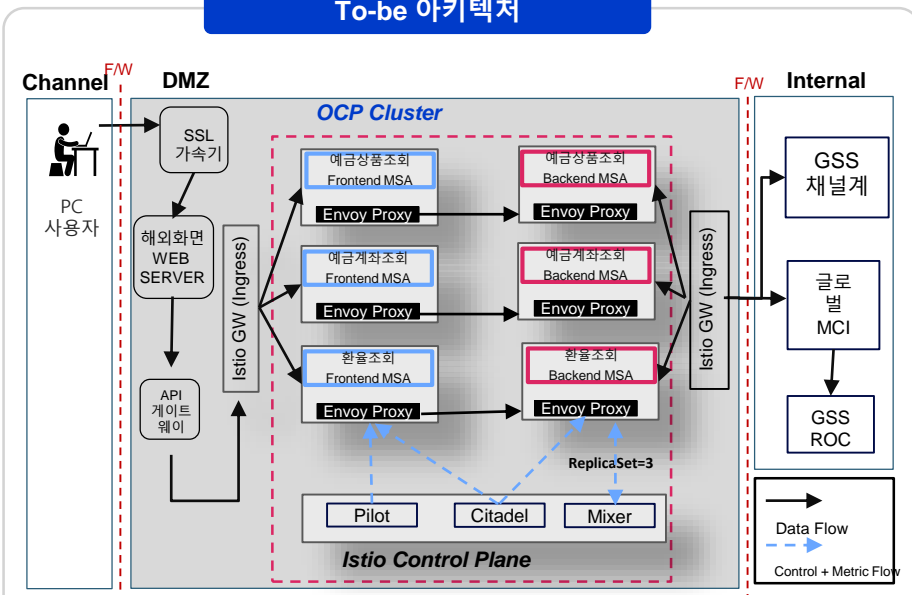 To-be 아키텍처
Channel
F/W
DMZ
F/W
Internal
OCP Cluster
PC
사용자
SSL
가속기
해외화면
WEB
SERVER
API
게이트
웨이
Istio GW (Ingress)
예금상품조회
Frontend MSA
Envoy Proxy
예금계좌조회
Frontend MSA
Envoy Proxy
환율조회
Frontend MSA
Envoy Proxy
예금상품조회
Backend MSA
Envoy Proxy
예금계좌조회
Backend MSA
Envoy Proxy
환율조회
Backend MSA
Envoy Proxy
ReplicaSet=3
Pilot
Citadel
Mixer
Istio Control Plane
Istio GW (Ingress)
GSS
채널계
글로
벌
MCI
GSS
ROC
Data Flow
Control + Metric Flow